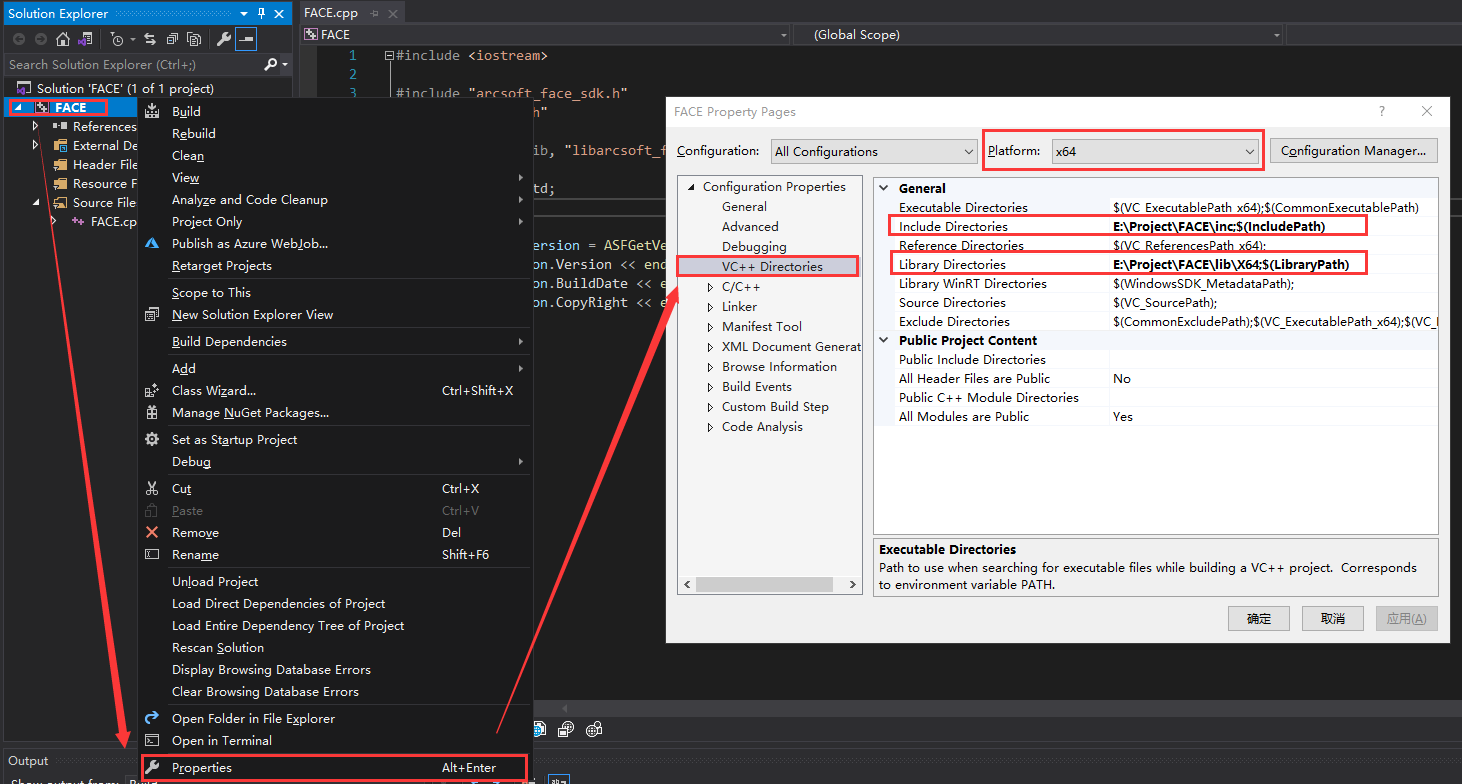 Solution Explorer
Search Solution Explorer (Ctrl+;)
Solution 'FACE' (1 of 1 project)
FACE
References
External De
Header File
Resource F
Source File
FACE.cp
Output
Show output from:
FACE.cpp
FACE
(Global Scope)
1 #include <iostream>
2
3 #include "arcsoft_face_sdk.h"
h"
ib, "libarcsoft_f
td;
ersion = ASFGetVe
on.Version << end
on.BuildDate << e
on.CopyRight << e
Build
Rebuild
Clean
View
Analyze and Code Cleanup
Project Only
Publish as Azure WebJob...
Retarget Projects
Scope to This
New Solution Explorer View
Build Dependencies
Add
Class Wizard... Ctrl+Shift+X
Manage NuGet Packages...
Set as Startup Project
Debug
Cut Ctrl+X
Paste Ctrl+V
Remove Del
Rename Shift+F6
Unload Project
Load Direct Dependencies of Project
Load Entire Dependency Tree of Project
Rescan Solution
Display Browsing Database Errors
Clear Browsing Database Errors
Open Folder in File Explorer
Open in Terminal
Properties Alt+Enter
FACE Property Pages
Configuration: All Configurations Platform: x64 Configuration Manager...
Configuration Properties
General
Advanced
Debugging
VC++ Directories
C/C++
Linker
Manifest Tool
XML Document Generat
Browse Information
Build Events
Custom Build Step
Code Analysis
General
Executable Directories $(VC_ExecutablePath_x64);$(CommonExecutablePath)
Include Directories E:\Project\FACE\inc;$(IncludePath)
Reference Directories $(VC_ReferencesPath_x64);
Library Directories E:\Project\FACE\lib\X64;$(LibraryPath)
Library WinRT Directories $(WindowsSDK_MetadataPath);
Source Directories $(VC_SourcePath);
Exclude Directories $(CommonExcludePath);$(VC_ExecutablePath_x64);$(VC_
Public Project Content
Public Include Directories
All Header Files are Public No
Public C++ Module Directories
All Modules are Public Yes
Executable Directories
Path to use when searching for executable files while building a VC++ project. Corresponds
to environment variable PATH.
确定 取消 应用(A)